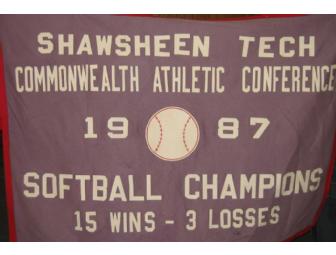 SHAWSHEEN TECH
COMMONWEALTH ATHLETIC CONFERENCE
19 87
SOFTBALL CHAMPIONS
15 WINS - 3 LOSSES